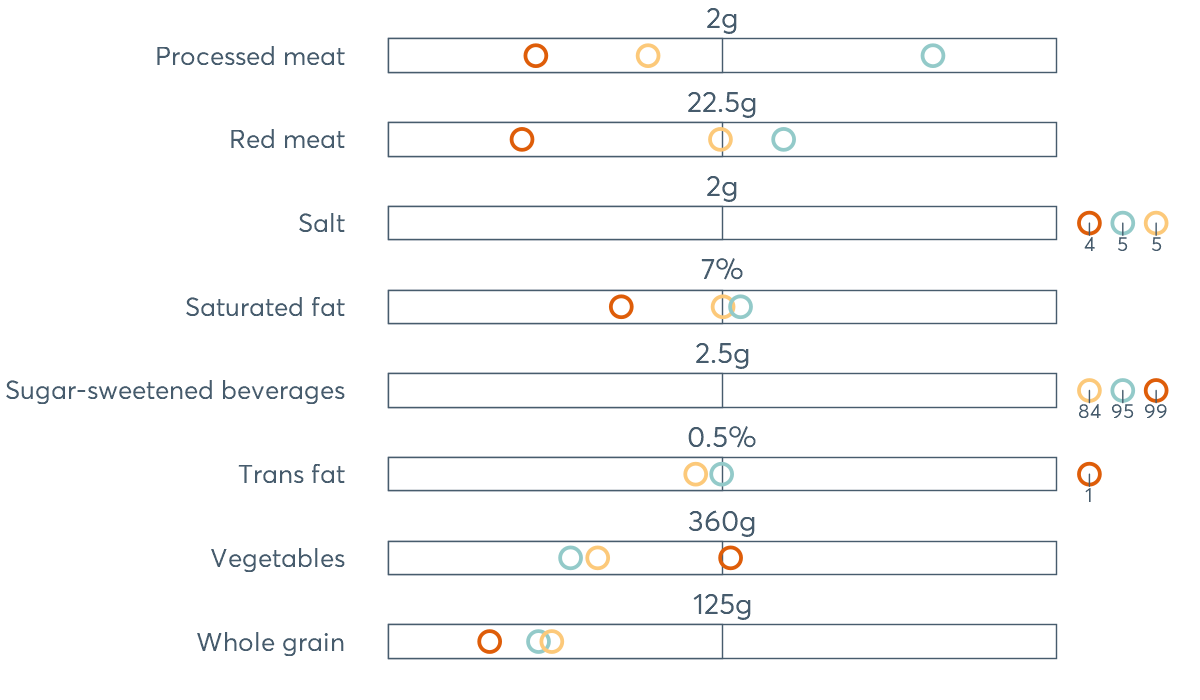 2g
Processed meat
22.5g
Red meat
2g
Salt
4 5 5
7%
Saturated fat
2.5g
Sugar-sweetened beverages
84 95 99
0.5%
Trans fat
1
360g
Vegetables
125g
Whole grain